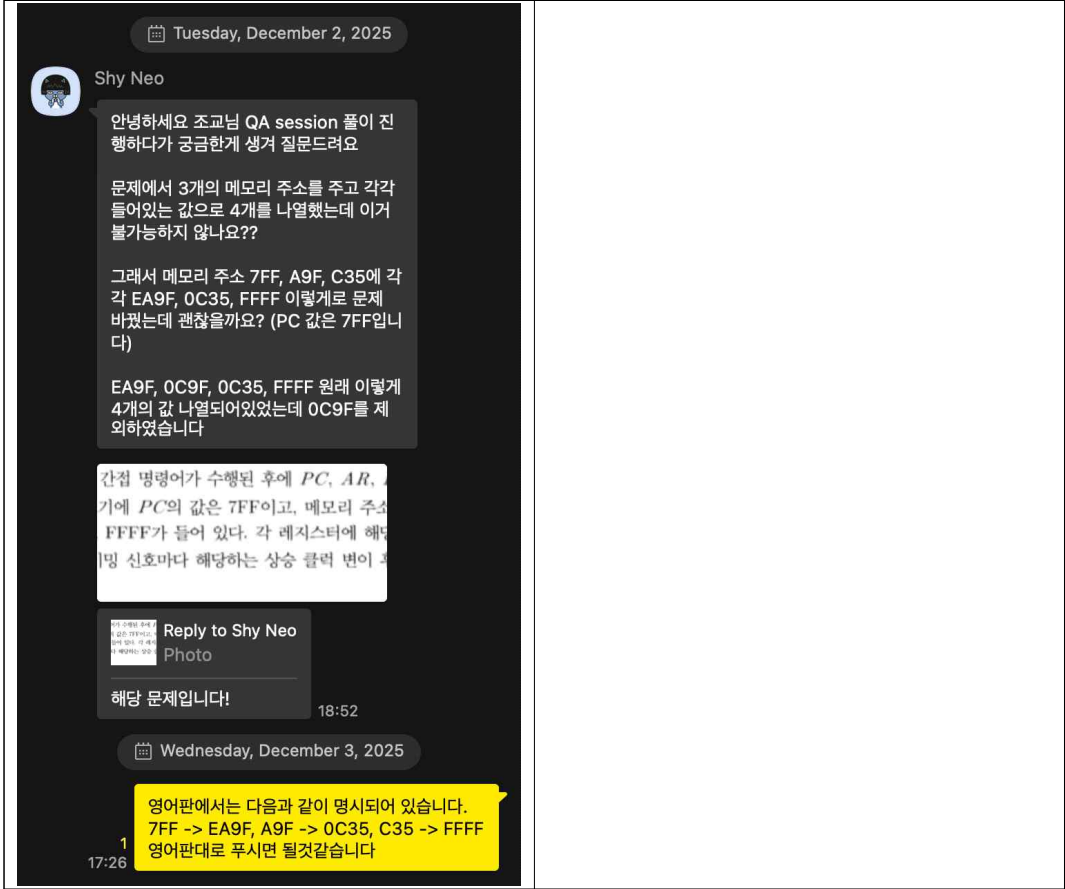 Tuesday, December 2, 2025
Shy Neo
안녕하세요 조교님 QA session 풀이 진
행하다가 궁금한게 생겨 질문드려요
문제에서 3개의 메모리 주소를 주고 각각
들어있는 값으로 4개를 나열했는데 이거
불가능하지 않나요??
그래서 메모리 주소 7FF, A9F, C35에 각
각 EA9F, 0C35, FFFF 이렇게로 문제
바꿨는데 괜찮을까요? (PC 값은 7FF입니
다)
EA9F, 0C9F, 0C35, FFFF 원래 이렇게
4개의 값 나열되어있었는데 0C9F를 제
외하였습니다
간접 명령어가 수행된 후에 PC, AR,
기에 PC의 값은 7FF이고, 메모리 주소
FFFF가 들어 있다. 각 레지스터에 해당
밍 신호마다 해당하는 상승 클럭 변이
Reply to Shy Neo
Photo
해당 문제입니다!
18:52
Wednesday, December 3, 2025
영어판에서는 다음과 같이 명시되어 있습니다.
7FF -> EA9F, A9F -> 0C35, C35 -> FFFF
영어판대로 푸시면 될것같습니다
1
17:26